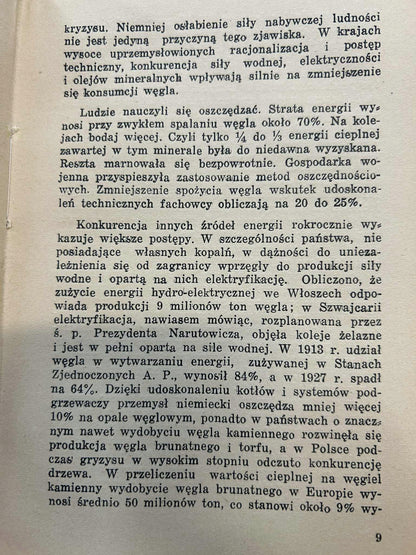 kryzysu. Niemniej osłabienie siły nabywczej ludności
nie jest jedyną przyczyną tego zjawiska. W krajach
wysoce uprzemysłowionych racjonalizacja i postęp
techniczny, konkurencja siły wodnej, elektryczności
i olejów mineralnych wpływają silnie na zmniejszenie
się konsumcji węgla.
Ludzie nauczyli się oszczędzać. Strata energii wy-
nosi przy zwykłem spalaniu węgla około 70%. Na kole-
jach bodaj więcej. Czyli tylko ¼ do ⅓ energii cieplnej
zawartej w tym minerale była do niedawna wyzyskana.
Reszta marnowała się bezpowrotnie. Gospodarka wo-
jenna przyspieszyła zastosowanie metod oszczędnościo-
wych. Zmniejszenie spożycia węgla wskutek udoskona-
leń technicznych fachowcy obliczają na 20 do 25%.
Konkurencja innych źródeł energii rokrocznie wy-
kazuje większe postępy. W szczególności państwa, nie
posiadające własnych kopalń, w dążności do unieza-
leżnienia się od zagranicy wprzęgły do produkcji siły
wodne i opartą na nich elektryfikację. Obliczono, że
zużycie energii hydro-elektrycznej we Włoszech odpo-
wiada produkcji 9 milionów ton węgla; w Szwajcarii
elektryfikacja, nawiasem mówiąc, rozplanowana przez
ś. p. Prezydenta Narutowicza, objęła koleje żelazne
i jest w pełni oparta na sile wodnej. W 1913 r. udział
węgla w wytwarzaniu energii, zużywanej w Stanach
Zjednoczonych A. P., wynosił 84%, a w 1927 r. spadł
na 64%. Dzięki udoskonaleniu kotłów i systemów pod-
grzewaczy przemysł niemiecki oszczędza mniej więcej
10% na opale węglowym, ponadto w państwach o znacz-
nym nawet wydobyciu węgla kamiennego rozwinęła się
produkcja węgla brunatnego i torfu, a w Polsce pod-
czas gryzysu w wysokim stopniu odczuto konkurencję
drzewa. W przeliczeniu wartości cieplnej na węgiel
kamienny wydobycie węgla brunatnego w Europie wy-
nosi średnio 50 milionów ton, co stanowi około 9% wy-
9